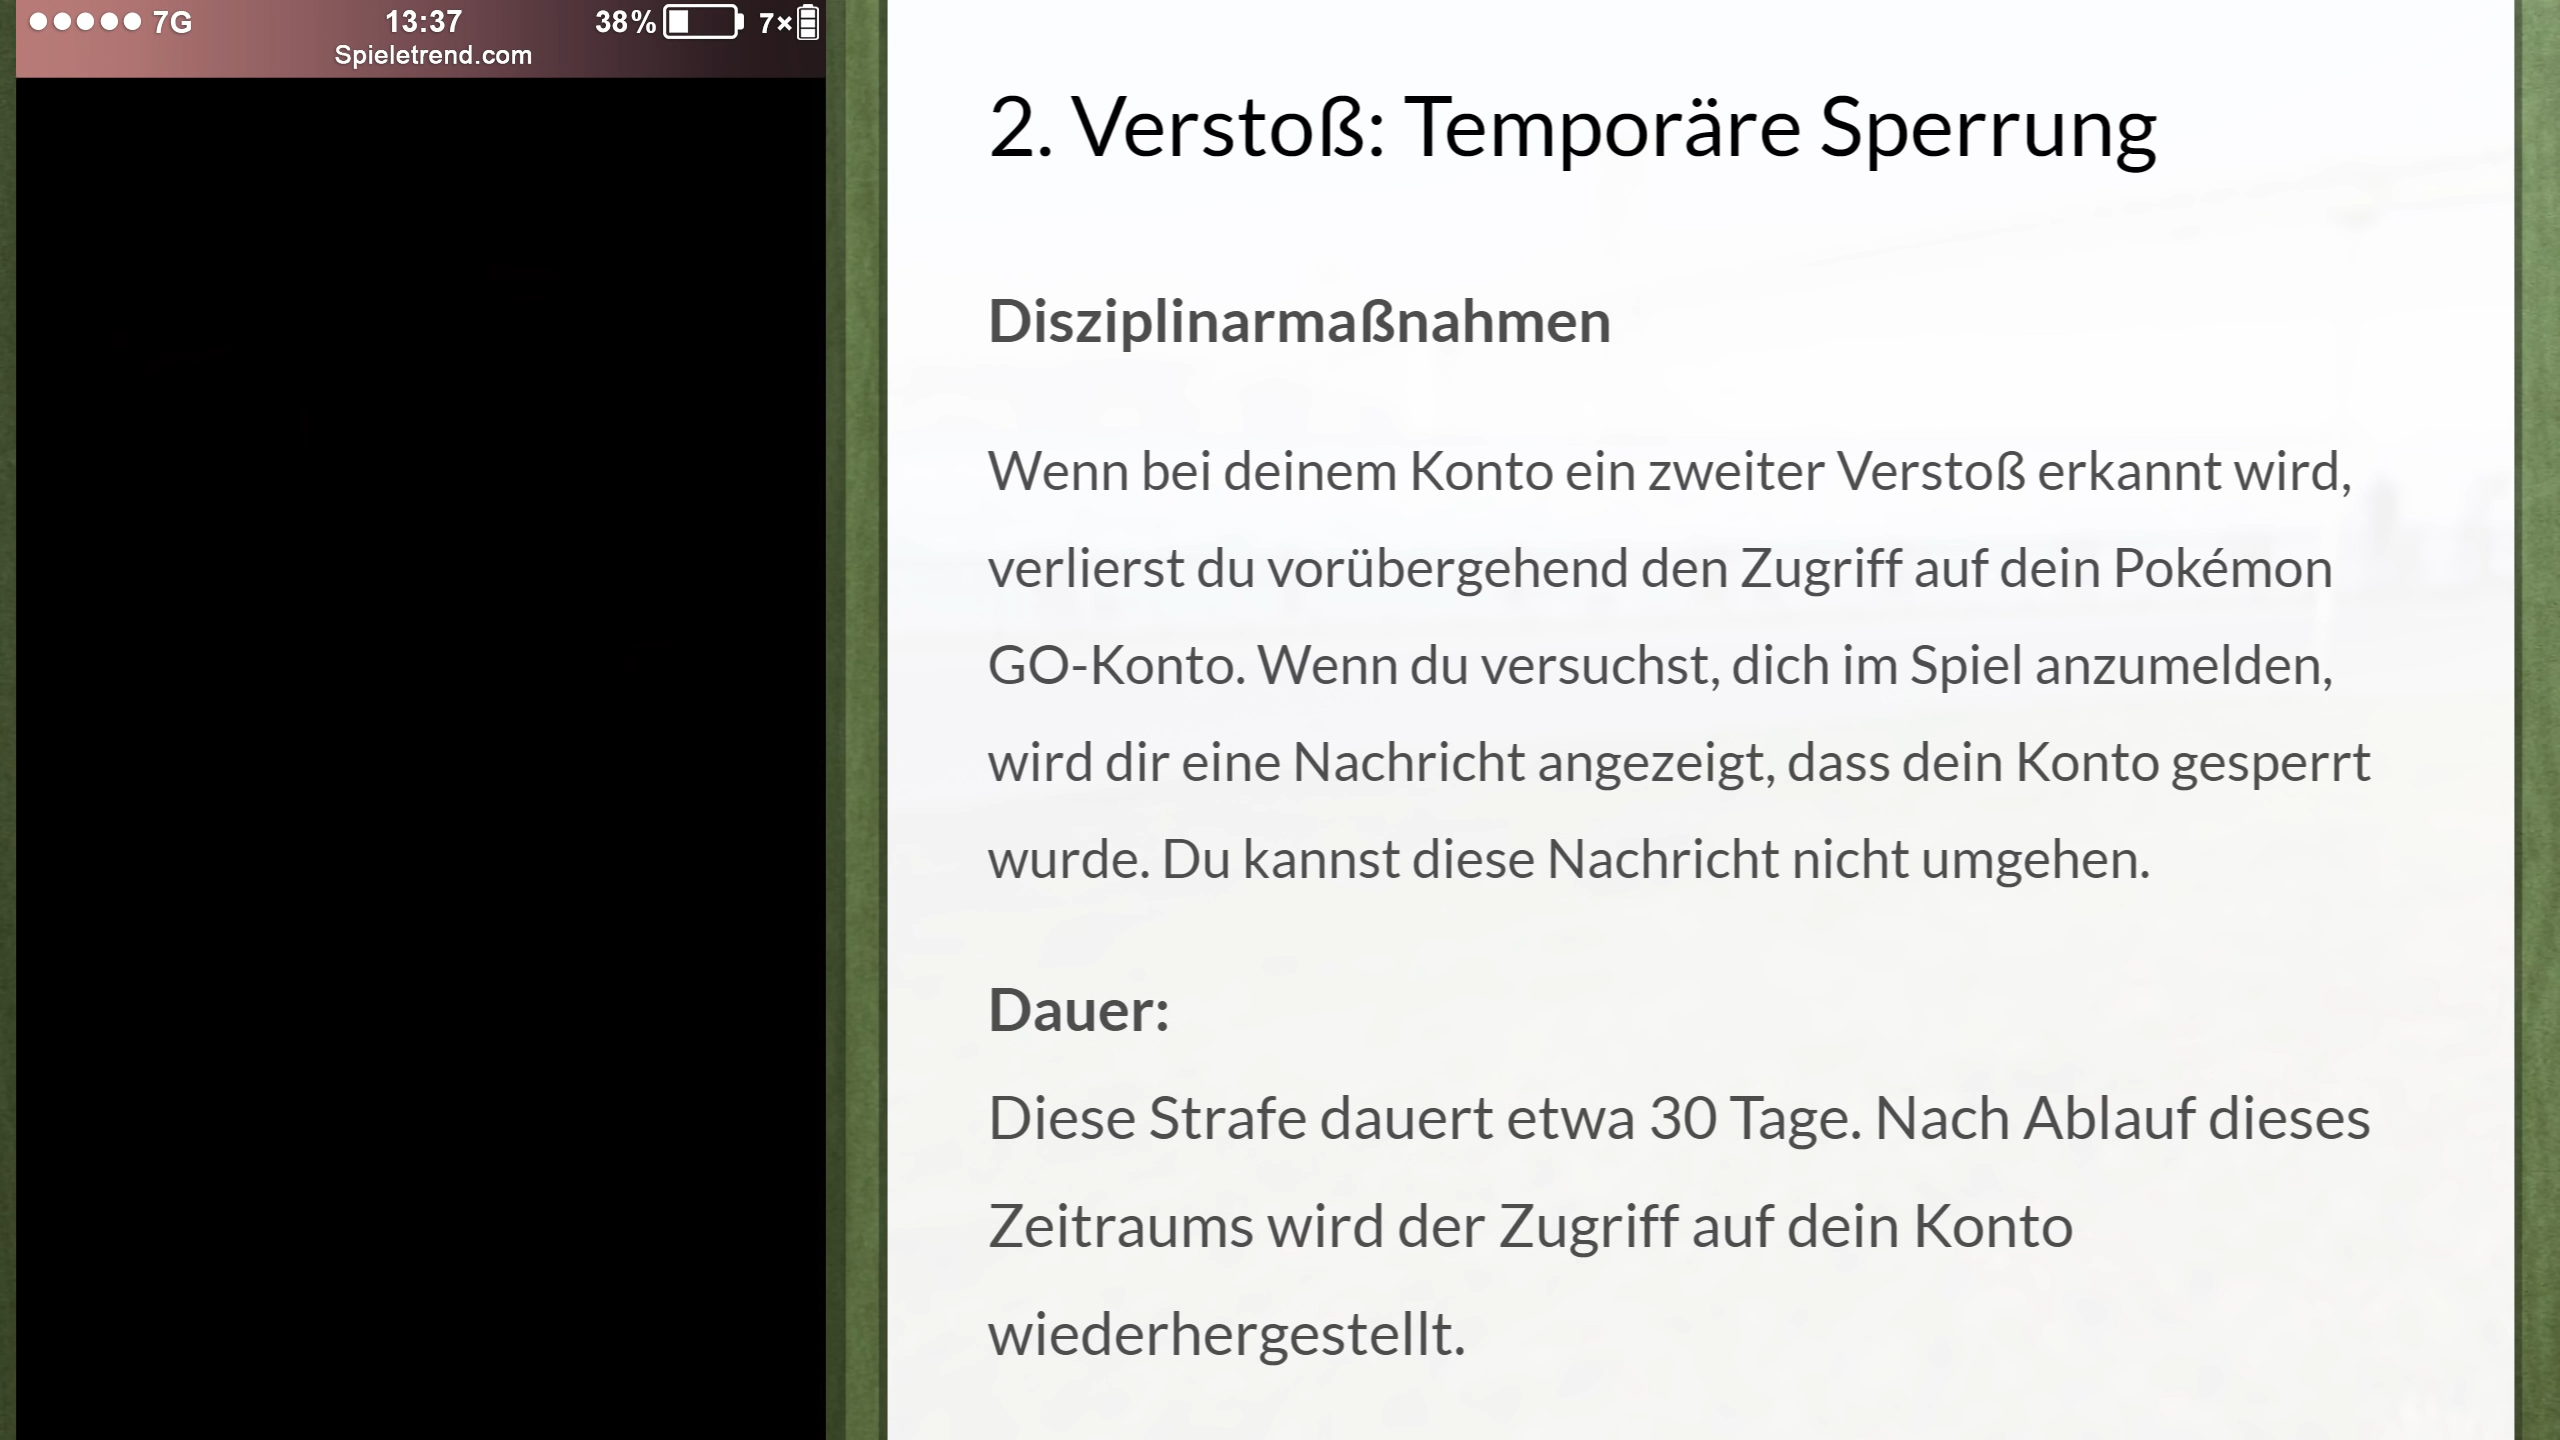 ●●●●● 7G 13:37 38% 7×
Spieletrend.com
2. Verstoß: Temporäre Sperrung
Disziplinarmaßnahmen
Wenn bei deinem Konto ein zweiter Verstoß erkannt wird,
verlierst du vorübergehend den Zugriff auf dein Pokémon
GO-Konto. Wenn du versuchst, dich im Spiel anzumelden,
wird dir eine Nachricht angezeigt, dass dein Konto gesperrt
wurde. Du kannst diese Nachricht nicht umgehen.
Dauer:
Diese Strafe dauert etwa 30 Tage. Nach Ablauf dieses
Zeitraums wird der Zugriff auf dein Konto
wiederhergestellt.